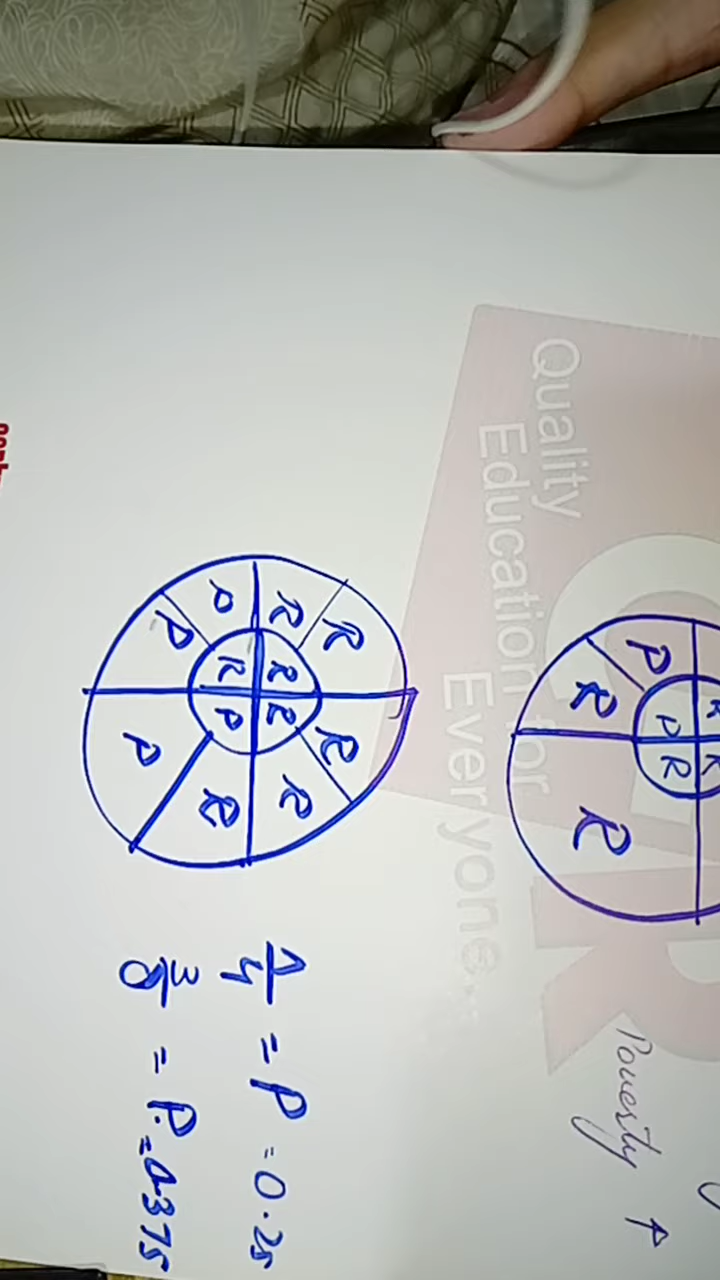 Quality
Education for
Everyone...
R
Poverty ↑
P
R
R
P
R
R
R
R
P
R
R
P
R
R
P
R
P
R
R
P
1/4 = P = 0.25
3/8 = P = 0.375